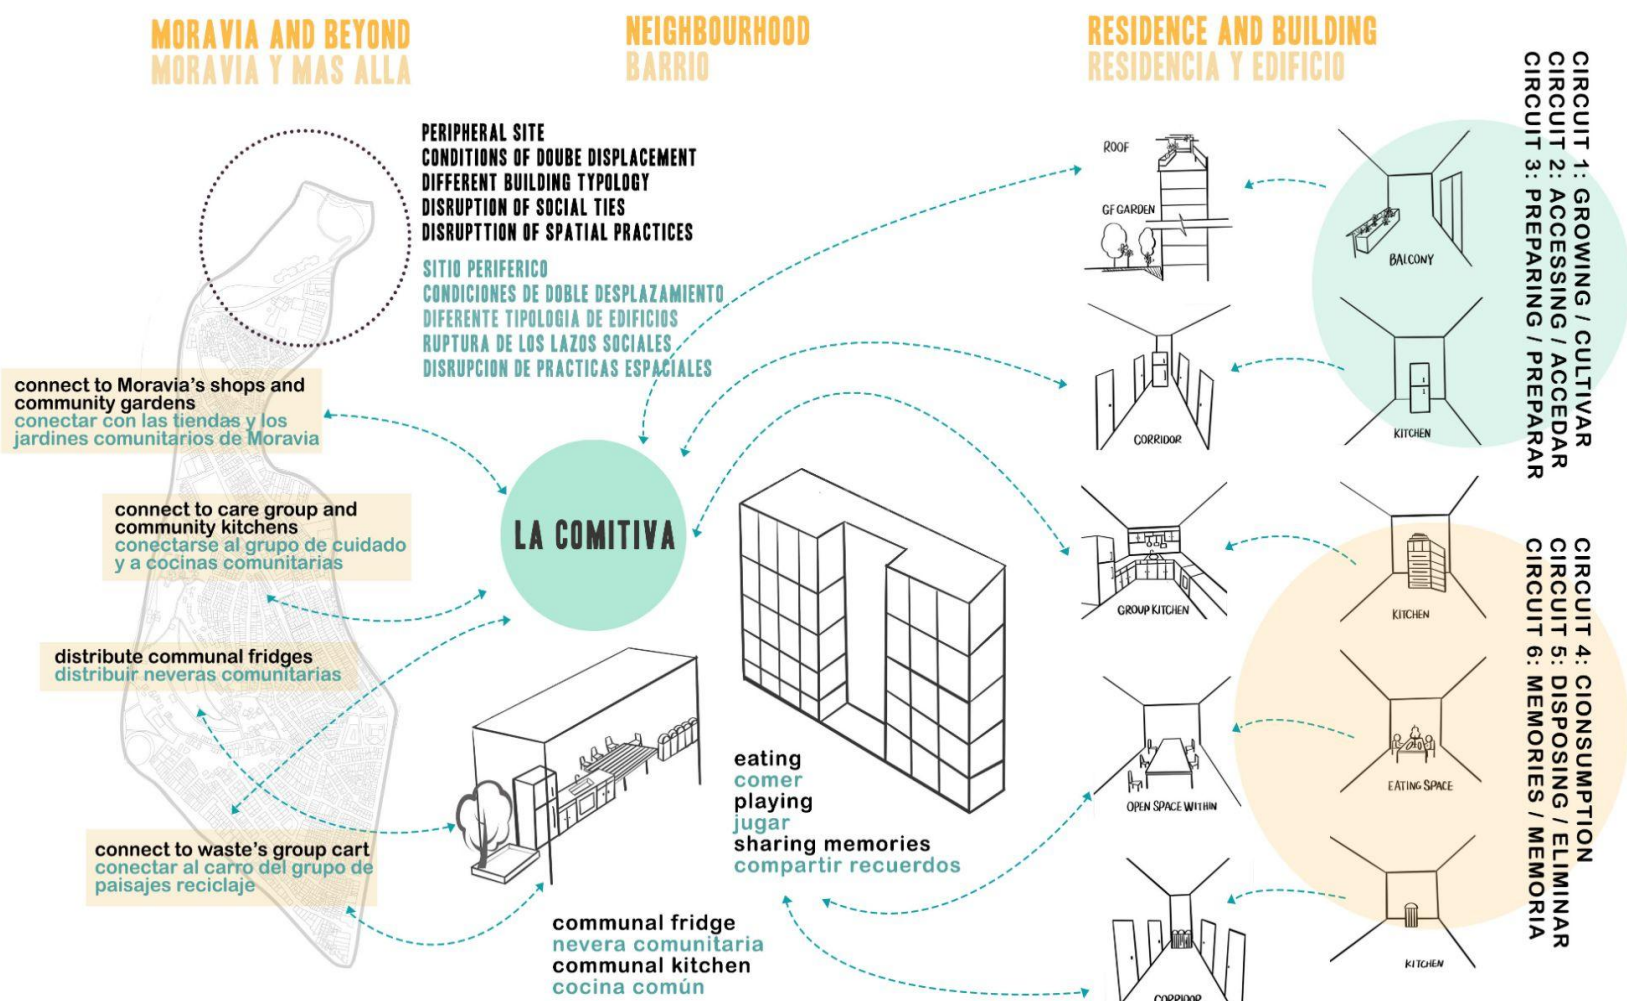 MORAVIA AND BEYOND
MORAVIA Y MAS ALLA
NEIGHBOURHOOD
BARRIO
RESIDENCE AND BUILDING
RESIDENCIA Y EDIFICIO
PERIPHERAL SITE
CONDITIONS OF DOUBE DISPLACEMENT
DIFFERENT BUILDING TYPOLOGY
DISRUPTION OF SOCIAL TIES
DISRUPTTION OF SPATIAL PRACTICES
SITIO PERIFERICO
CONDICIONES DE DOBLE DESPLAZAMIENTO
DIFERENTE TIPOLOGIA DE EDIFICIOS
RUPTURA DE LOS LAZOS SOCIALES
DISRUPCION DE PRACTICAS ESPACIALES
connect to Moravia's shops and
community gardens
conectar con las tiendas y los
jardines comunitarios de Moravia
connect to care group and
community kitchens
conectarse al grupo de cuidado
y a cocinas comunitarias
distribute communal fridges
distribuir neveras comunitarias
connect to waste's group cart
conectar al carro del grupo de
paisajes reciclaje
LA COMITIVA
eating
comer
playing
jugar
sharing memories
compartir recuerdos
communal fridge
nevera comunitaria
communal kitchen
cocina común
ROOF
GF GARDEN
BALCONY
CORRIDOR
KITCHEN
GROUP KITCHEN
KITCHEN
OPEN SPACE WITHIN
EATING SPACE
CORRIDOR
KITCHEN
CIRCUIT 1: GROWING / CULTIVAR
CIRCUIT 2: ACCESSING / ACCEDAR
CIRCUIT 3: PREPARING / PREPARAR
CIRCUIT 4: CIONSUMPTION
CIRCUIT 5: DISPOSING / ELIMINAR
CIRCUIT 6: MEMORIES / MEMORIA